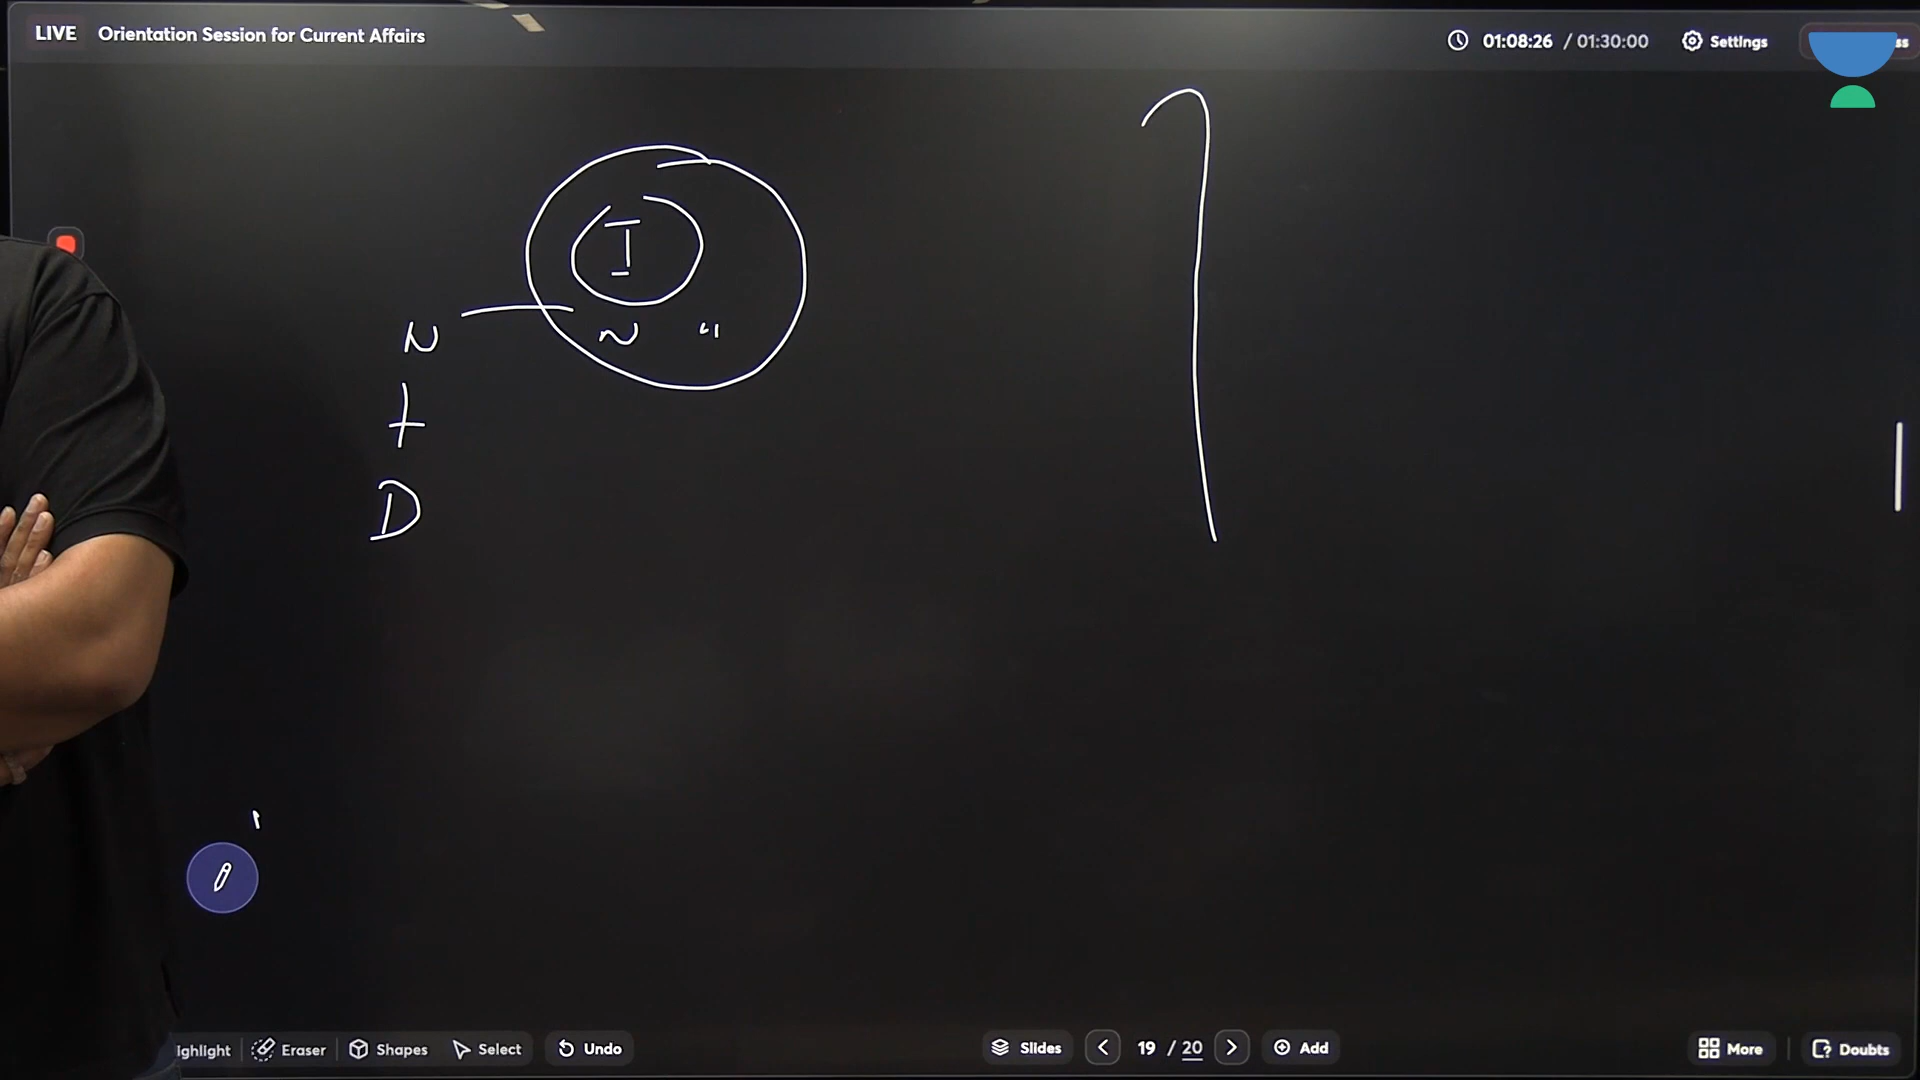 LIVE Orientation Session for Current Affairs
01:08:26 / 01:30:00 Settings
I
N
N
+
D
Eraser Shapes Select Undo Slides 19 / 20 Add More Doubts